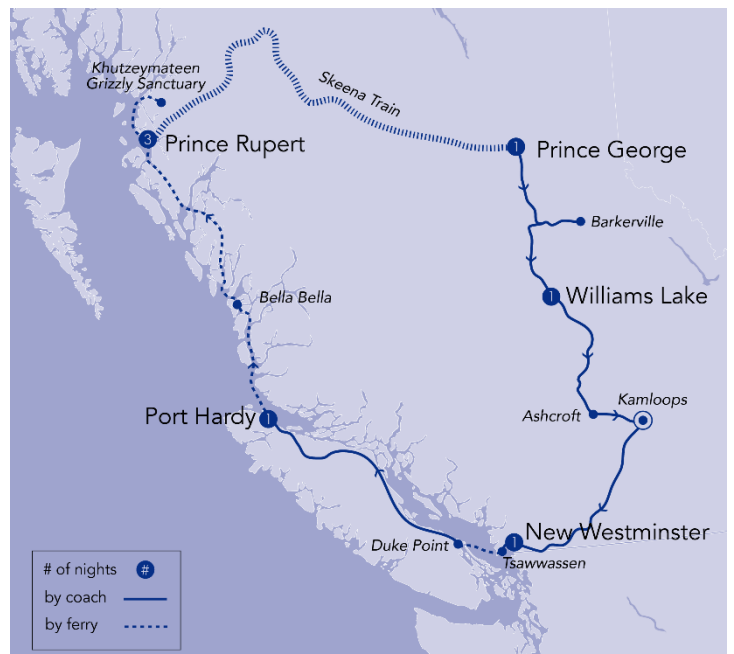 Khutzeymateen
Grizzly Sanctuary
Skeena Train
3
Prince Rupert
1
Prince George
Barkerville
Bella Bella
1
Williams Lake
Kamloops
Ashcroft
Port Hardy
1
New Westminster
1
Duke Point
Tsawwassen
# of nights #
by coach
by ferry